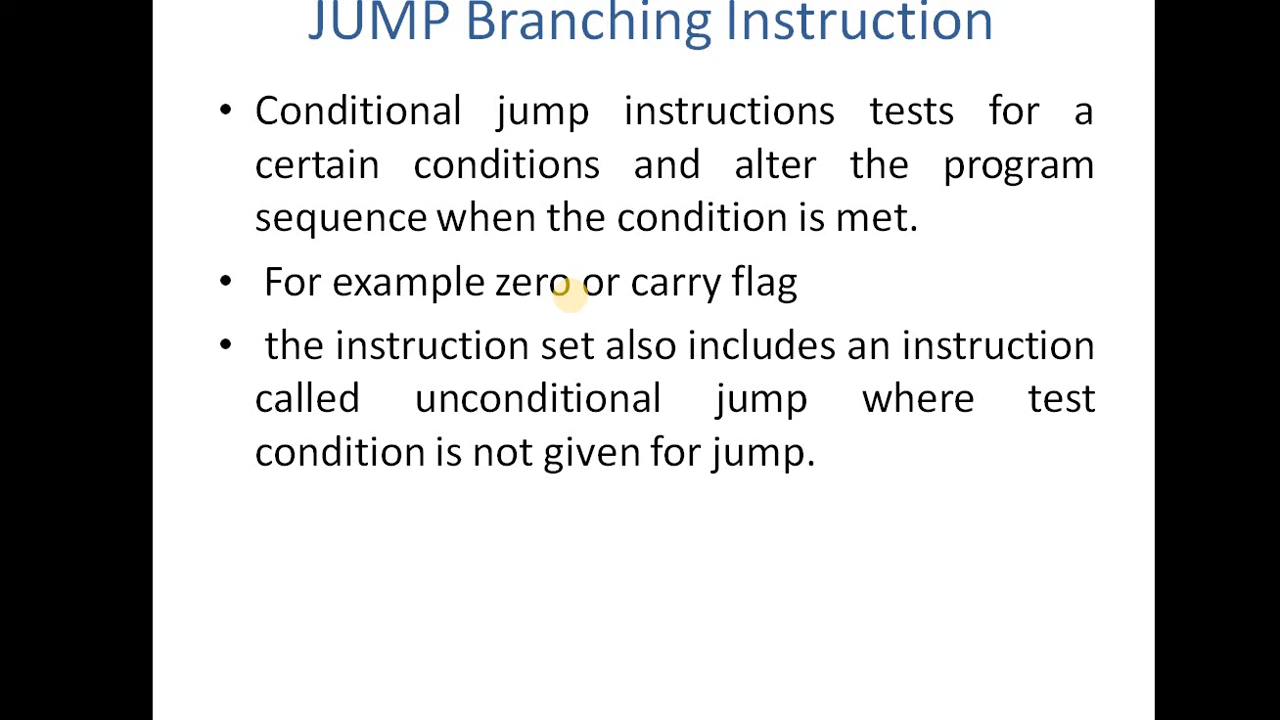 JUMP Branching Instruction
• Conditional jump instructions tests for a
certain conditions and alter the program
sequence when the condition is met.
• For example zero or carry flag
• the instruction set also includes an instruction
called unconditional jump where test
condition is not given for jump.